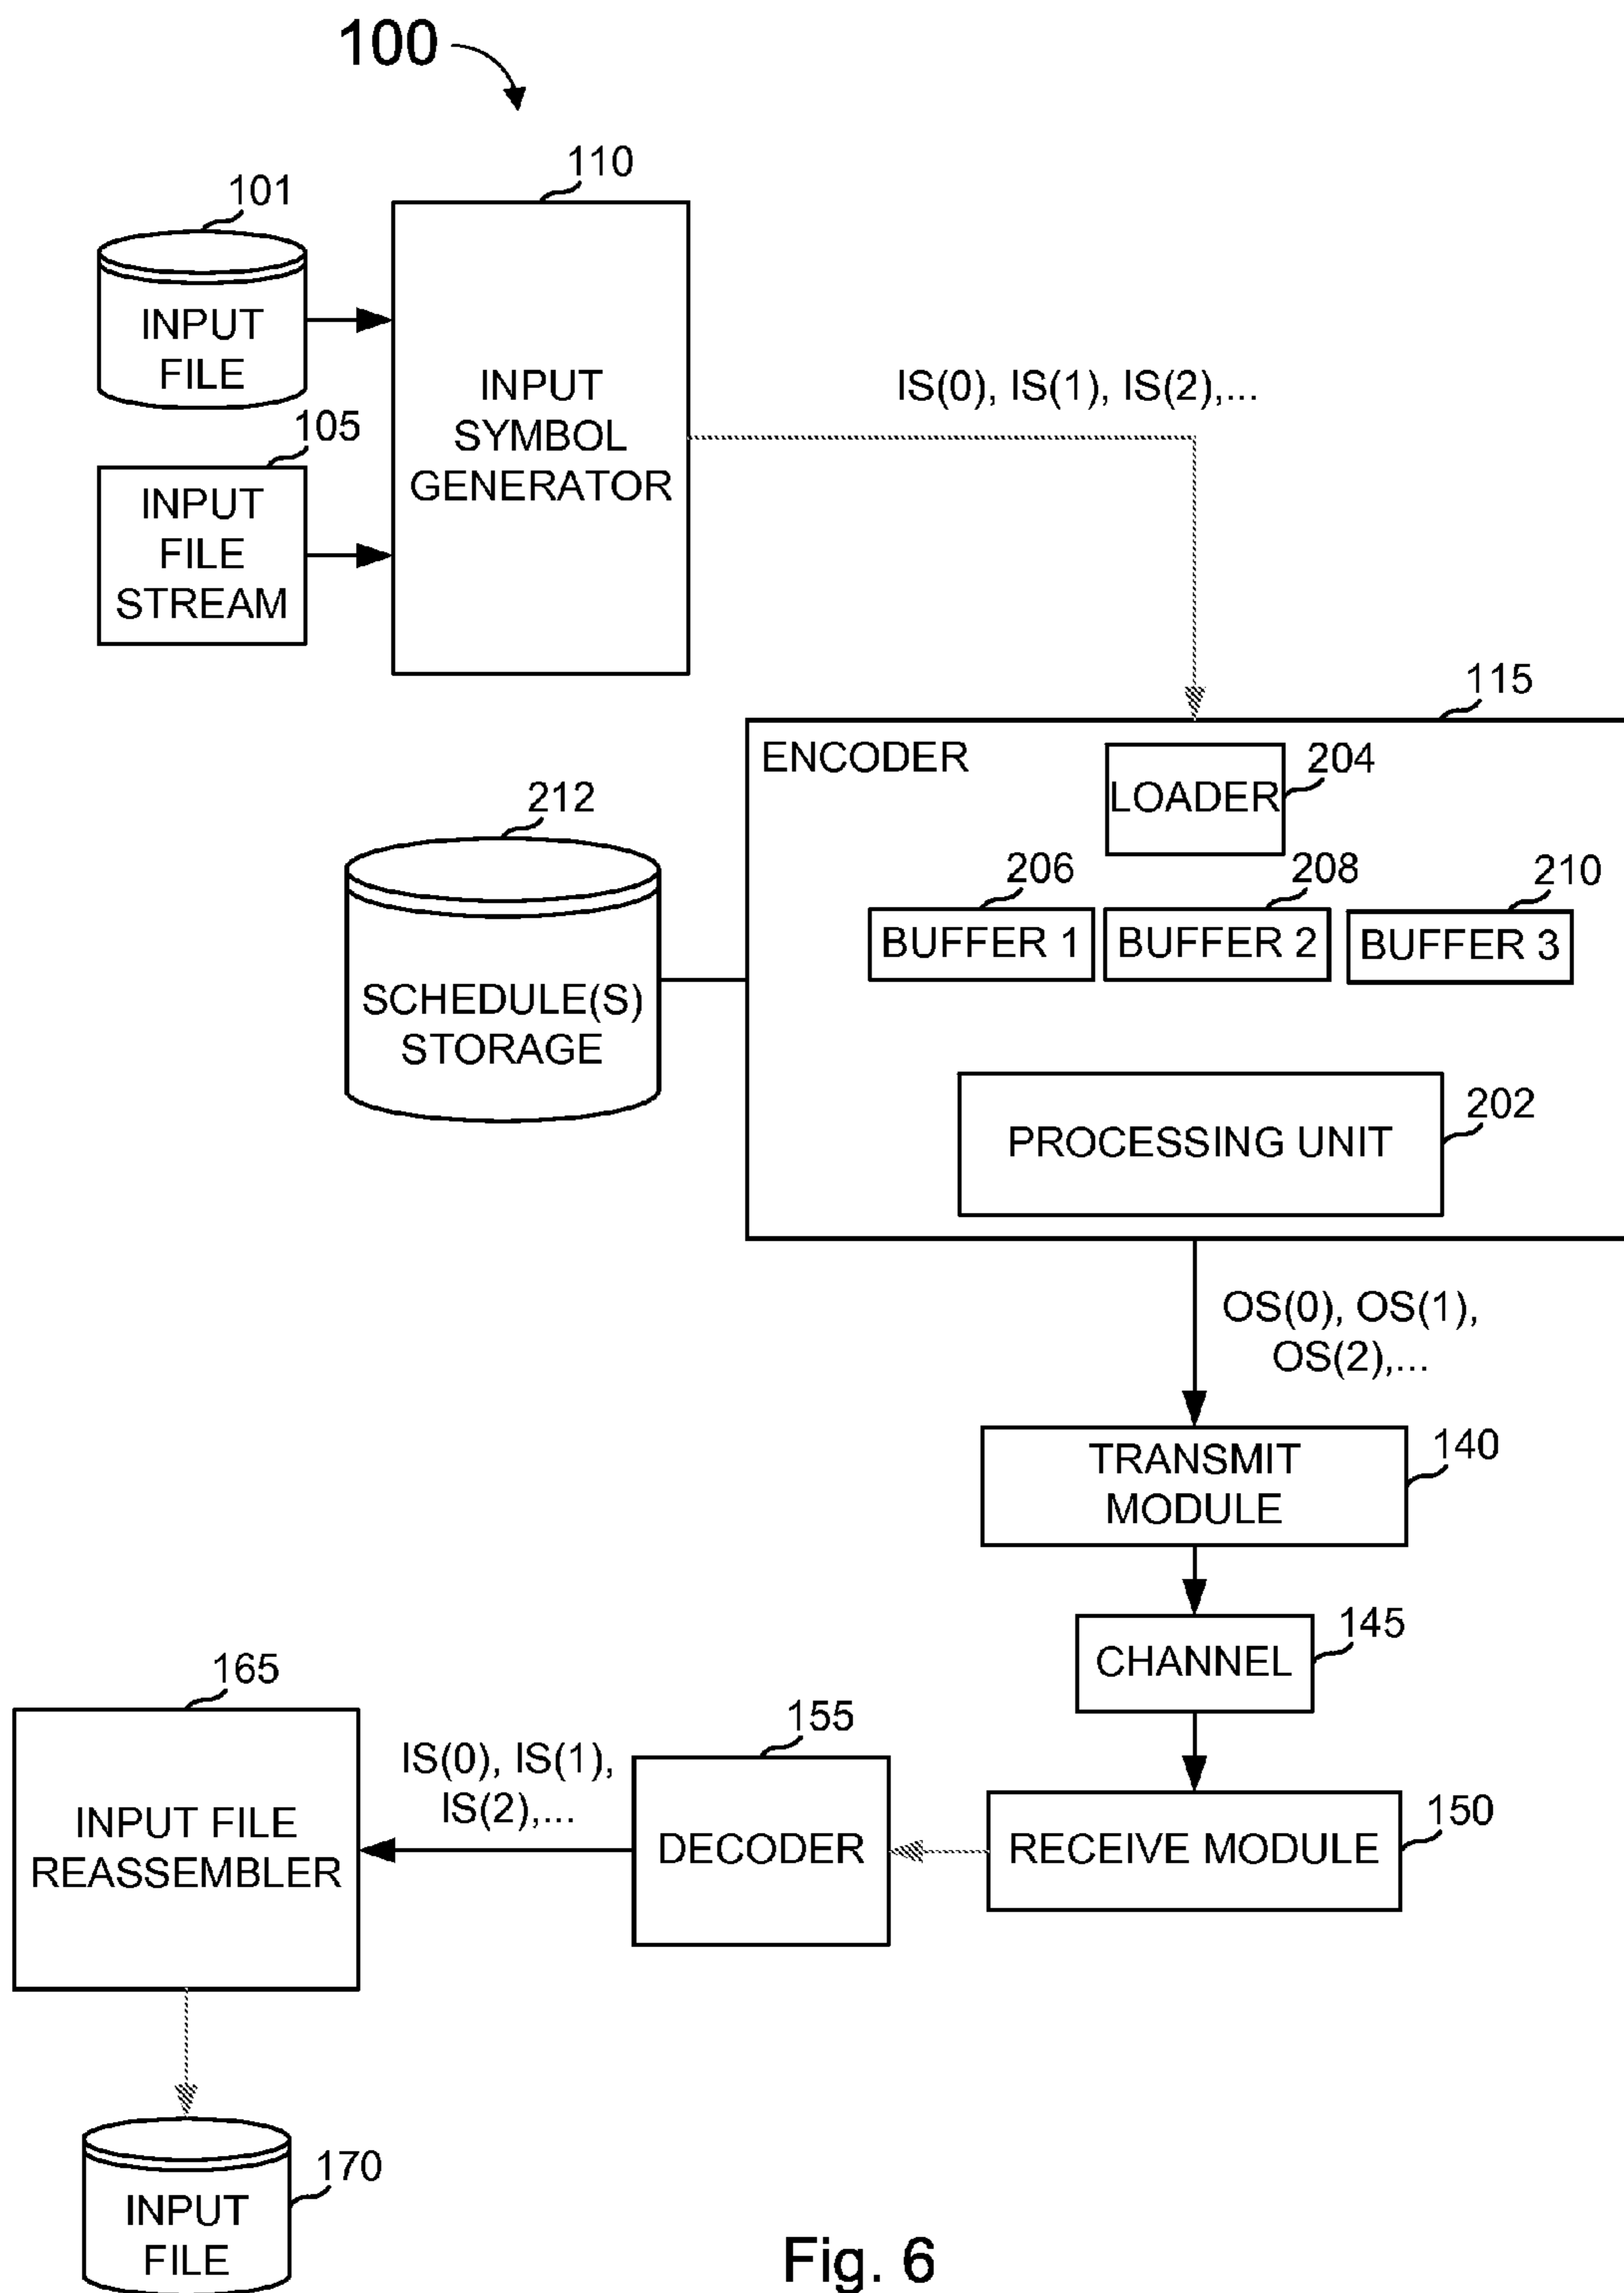 100
110
101
INPUT
FILE
105
INPUT
FILE
STREAM
INPUT
SYMBOL
GENERATOR
IS(0), IS(1), IS(2),...
115
ENCODER
LOADER
204
212
206
208
210
BUFFER 1
BUFFER 2
BUFFER 3
SCHEDULE(S)
STORAGE
202
PROCESSING UNIT
OS(0), OS(1),
OS(2),...
TRANSMIT
MODULE
140
CHANNEL
145
165
155
IS(0), IS(1),
IS(2),...
INPUT FILE
REASSEMBLER
DECODER
RECEIVE MODULE
150
170
INPUT
FILE
Fig. 6